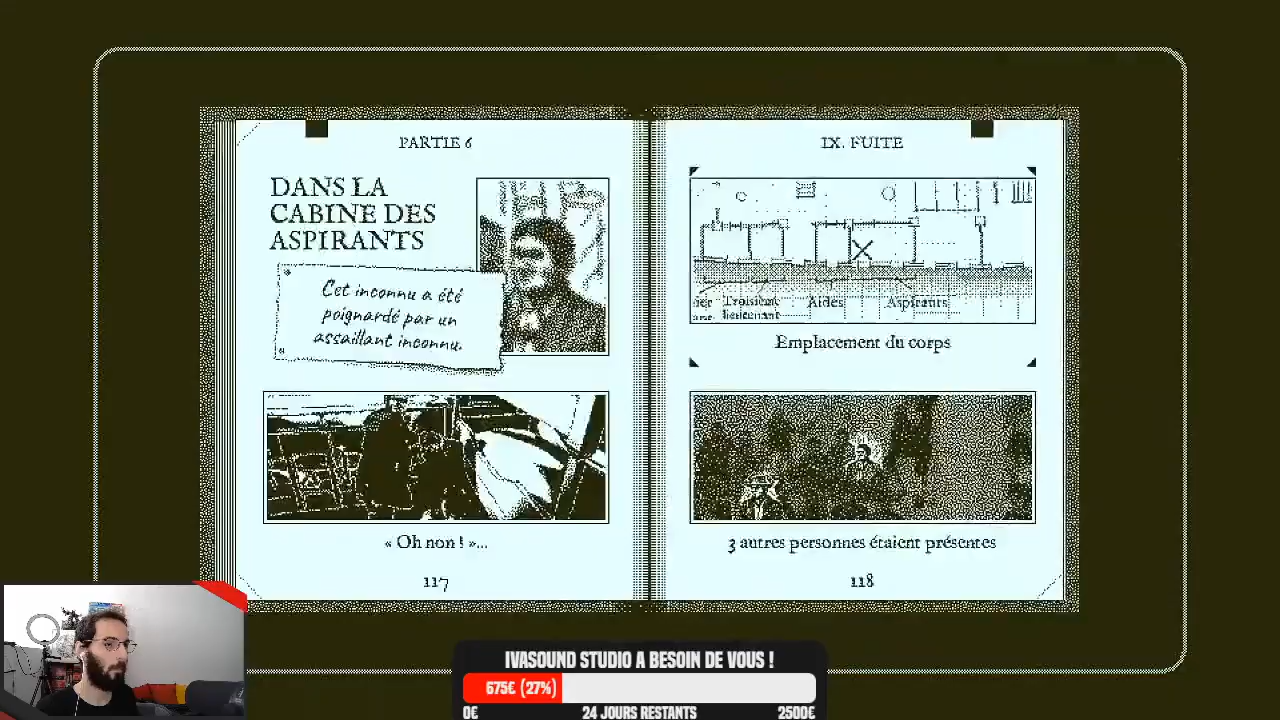 PARTIE 6
DANS LA
CABINE DES
ASPIRANTS
Cet inconnu a été
poignardé par un
assaillant inconnu.
« Oh non ! »...
117
IX. FUITE
Troisième Aides Aspirants
lieutenant
Emplacement du corps
3 autres personnes étaient présentes
118
IVASOUND STUDIO A BESOIN DE VOUS !
675€ (27%)
0€ 24 JOURS RESTANTS 2500€